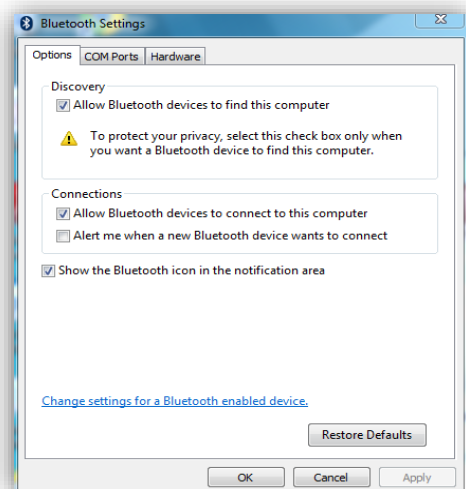 Bluetooth Settings
Options COM Ports Hardware
Discovery
Allow Bluetooth devices to find this computer
To protect your privacy, select this check box only when
you want a Bluetooth device to find this computer.
Connections
Allow Bluetooth devices to connect to this computer
Alert me when a new Bluetooth device wants to connect
Show the Bluetooth icon in the notification area
Change settings for a Bluetooth enabled device.
Restore Defaults
OK Cancel Apply